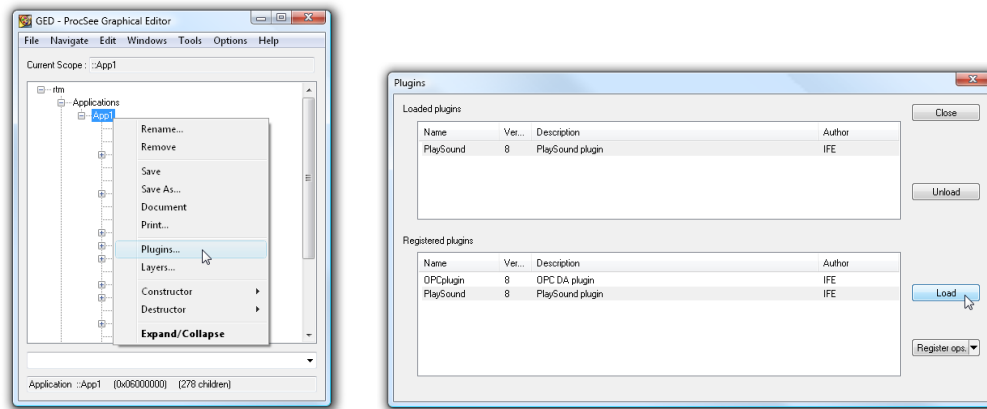 GED - ProcSee Graphical Editor
File Navigate Edit Windows Tools Options Help
Current Scope : ::App1
rtm
Applications
App1
Rename...
Remove
Save
Save As...
Document
Print...
Plugins...
Layers...
Constructor
Destructor
Expand/Collapse
Application ::App1 (0x06000000) (278 children)
Plugins
Loaded plugins
Close
Name Ver... Description Author
PlaySound 8 PlaySound plugin IFE
Unload
Registered plugins
Name Ver... Description Author
OPCplugin 8 OPC DA plugin IFE
PlaySound 8 PlaySound plugin IFE
Load
Register ops.